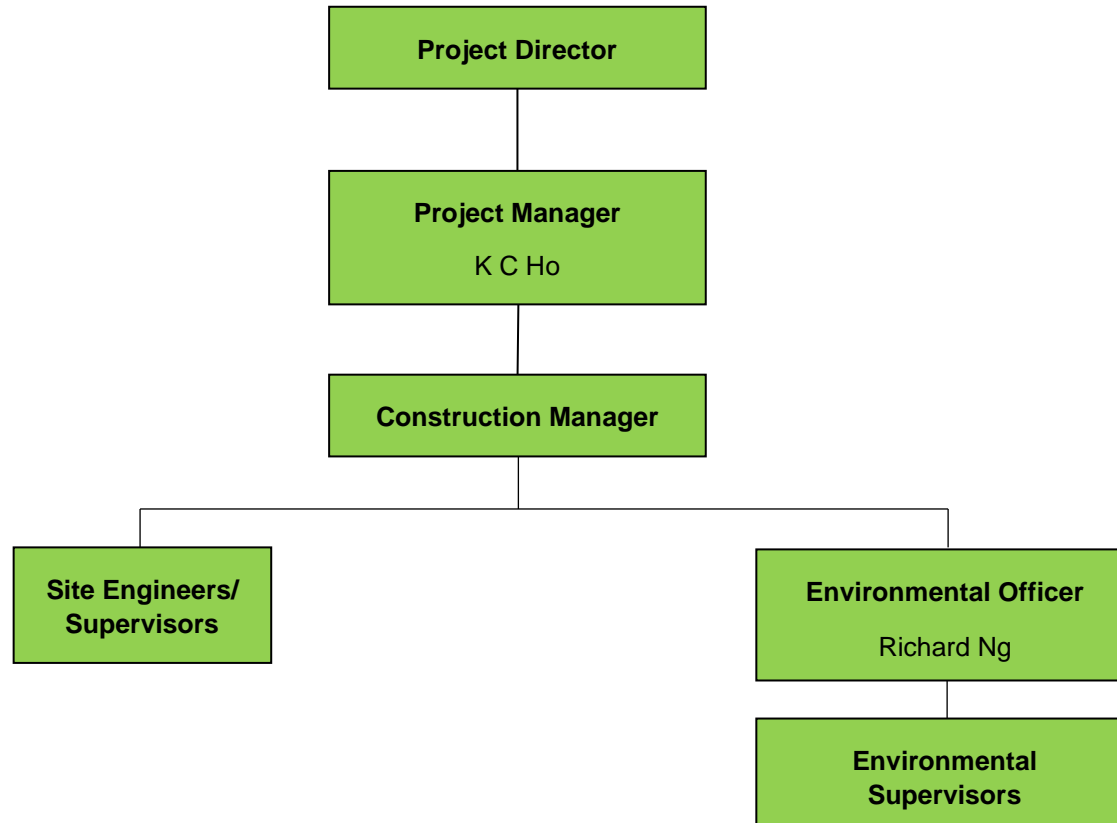 Project Director
Project Manager
K C Ho
Construction Manager
Site Engineers/
Supervisors
Environmental Officer
Richard Ng
Environmental
Supervisors